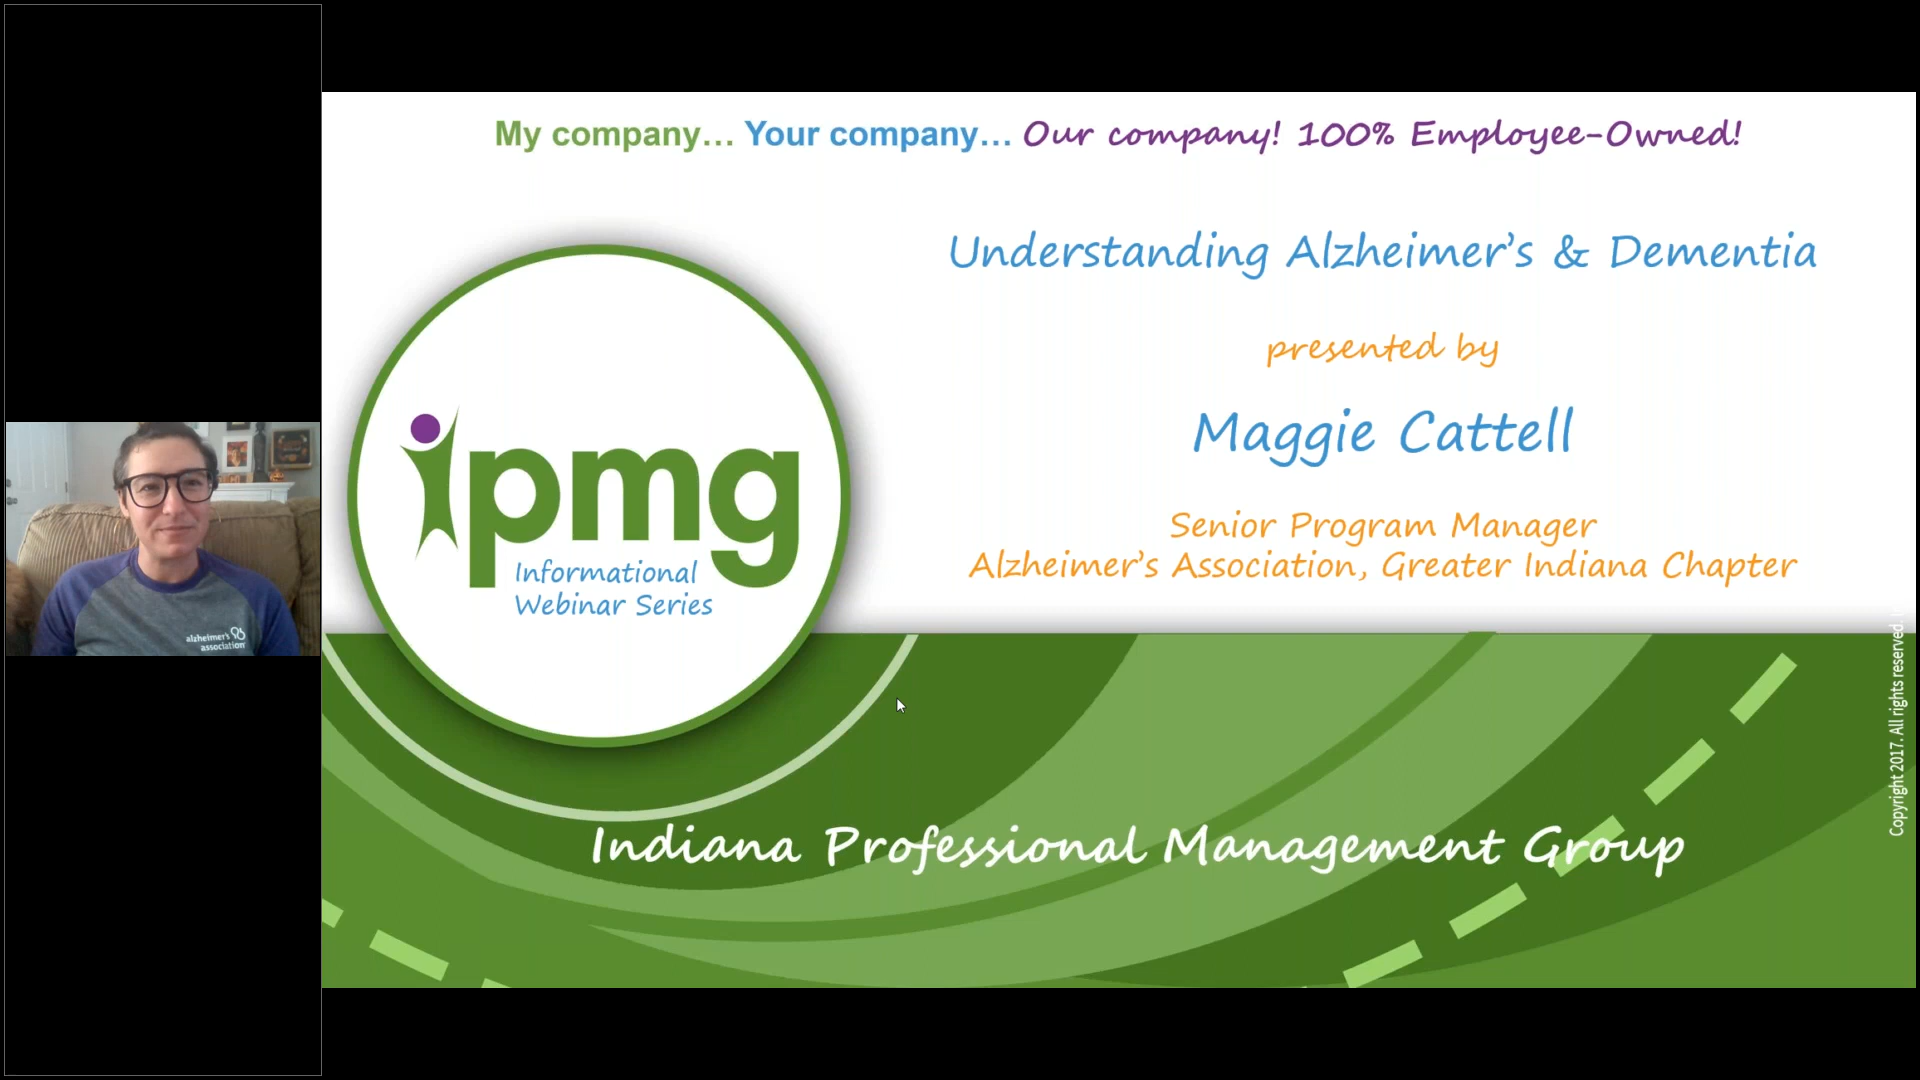 My company… Your company… Our company! 100% Employee-Owned!
Understanding Alzheimer's & Dementia
presented by
Maggie Cattell
Senior Program Manager
Alzheimer's Association, Greater Indiana Chapter
ipmg
Informational
Webinar Series
alzheimer's
association
Indiana Professional Management Group
Copyright 2017. All rights reserved.